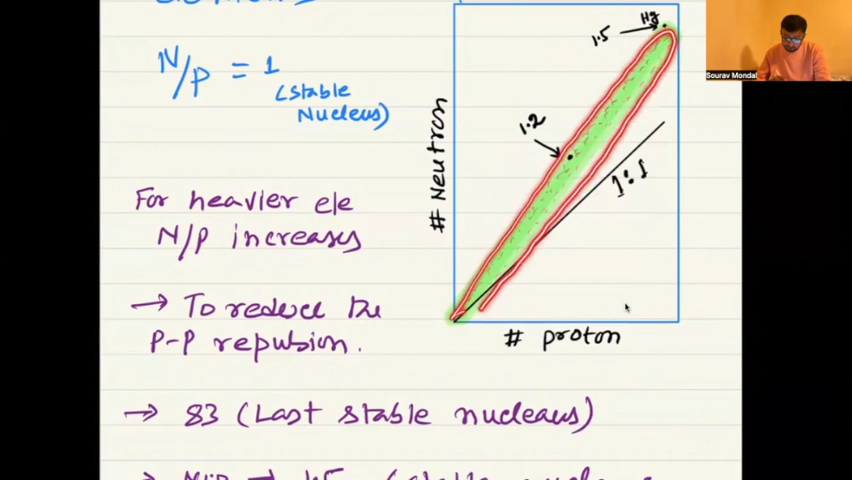 N/P = 1
(stable
Nucleus)
For heavier ele
N/P increases
→ To reduce the
P-P repulsion.
→ 83 (Last stable nucleaus)
# Neutron
# proton
1.2
1.5
Hg
1:1
Sourav Mondal